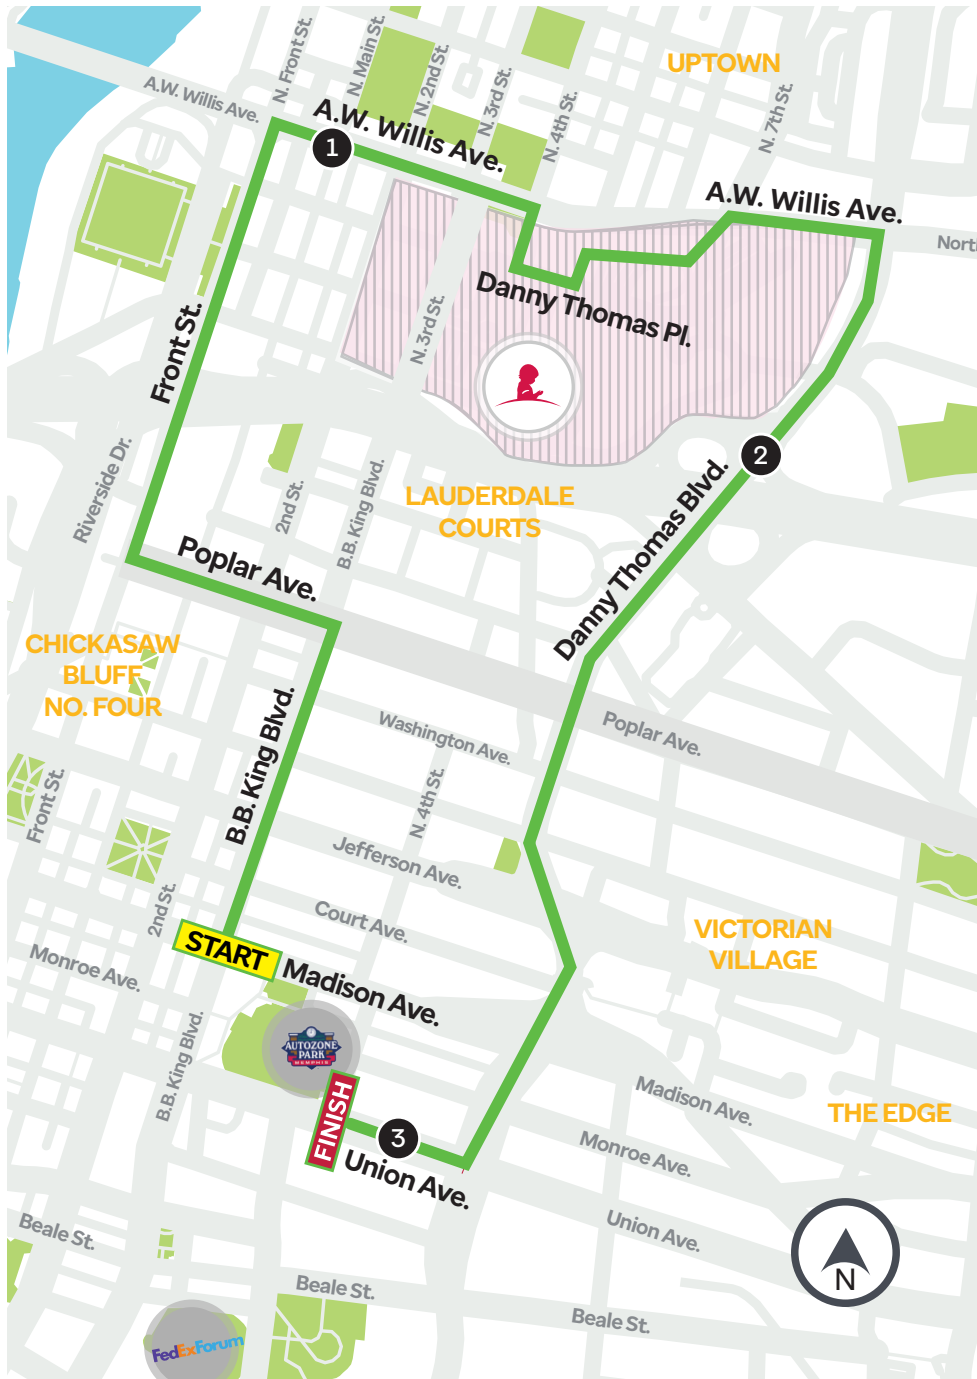 UPTOWN
A.W. Willis Ave.
N. Front St.
N. Main St.
N. 2nd St.
N. 3rd St.
N. 4th St.
N. 7th St.
A.W. Willis Ave.
1
A.W. Willis Ave.
Nort
Danny Thomas Pl.
N. 3rd St.
Front St.
2
Riverside Dr.
2nd St.
B.B. King Blvd.
LAUDERDALE
COURTS
Danny Thomas Blvd.
Poplar Ave.
CHICKASAW
BLUFF
NO. FOUR
B.B. King Blvd.
Washington Ave.
Poplar Ave.
Front St.
N. 4th St.
Jefferson Ave.
2nd St.
Court Ave.
VICTORIAN
VILLAGE
START
Madison Ave.
Monroe Ave.
AUTOZONE
PARK
MEMPHIS
B.B. King Blvd.
FINISH
3
Union Ave.
Madison Ave.
THE EDGE
Monroe Ave.
Union Ave.
Beale St.
Beale St.
Beale St.
N
FedExForum